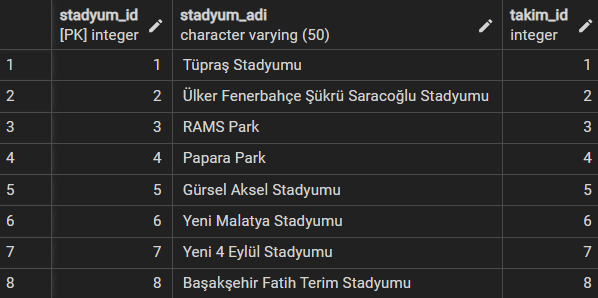 stadyum_id stadyum_adi takim_id
[PK] integer character varying (50) integer
1 1 Tüpraş Stadyumu 1
2 2 Ülker Fenerbahçe Şükrü Saracoğlu Stadyumu 2
3 3 RAMS Park 3
4 4 Papara Park 4
5 5 Gürsel Aksel Stadyumu 5
6 6 Yeni Malatya Stadyumu 6
7 7 Yeni 4 Eylül Stadyumu 7
8 8 Başakşehir Fatih Terim Stadyumu 8